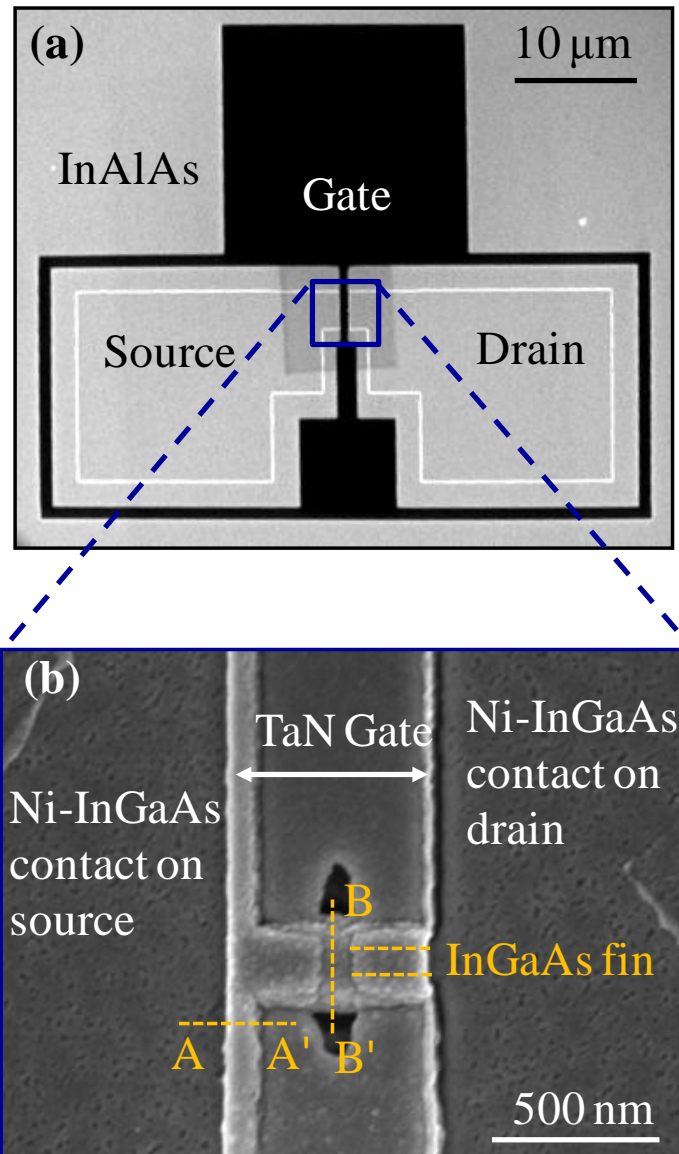 (a)
10 μm
InAlAs
Gate
Source
Drain
(b)
TaN Gate
Ni-InGaAs
contact on
source
Ni-InGaAs
contact on
drain
B
InGaAs fin
A
A'
B'
500 nm